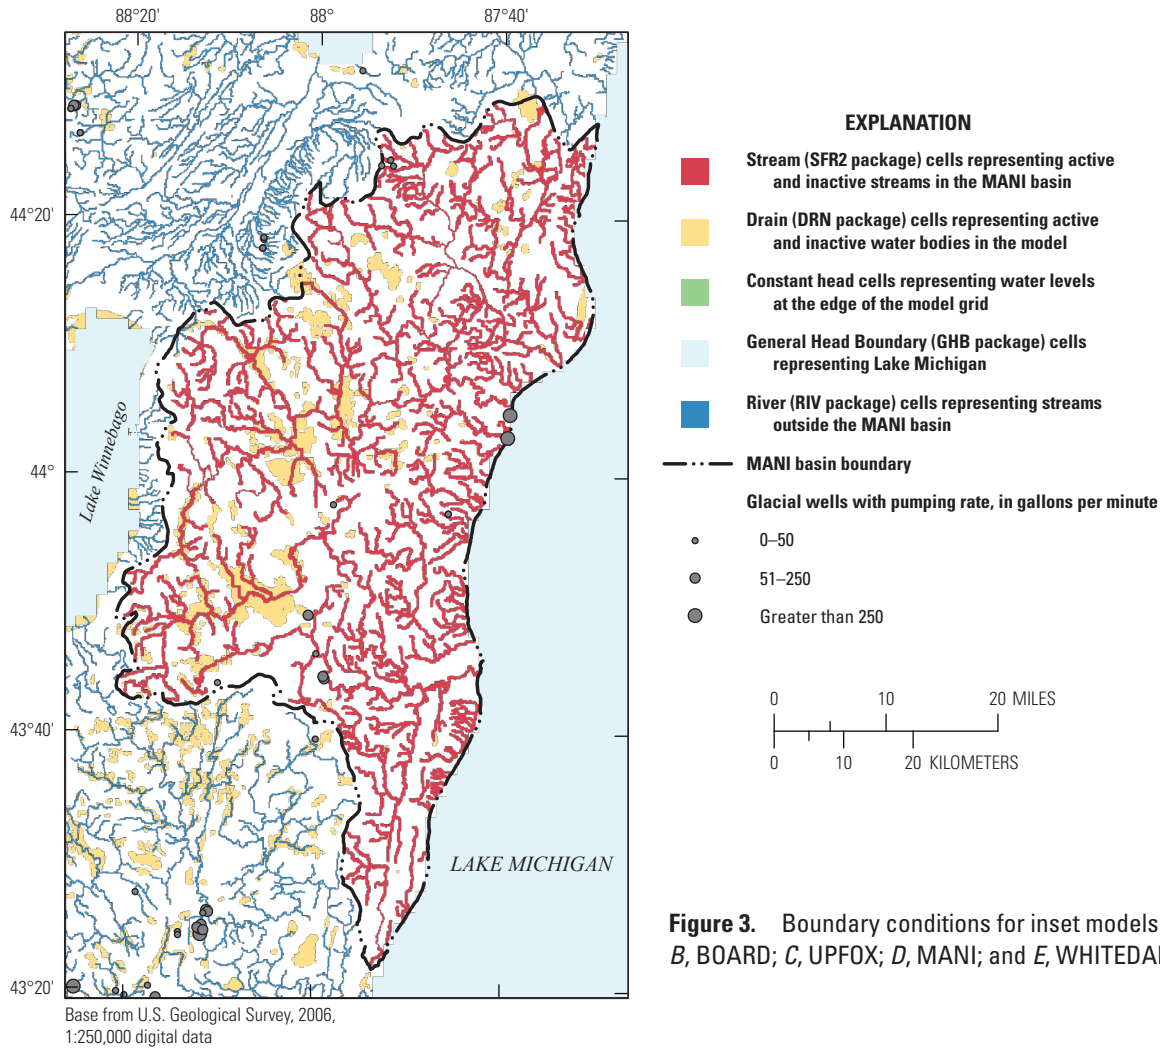 88°20'
88°
87°40'
44°20'
44°
43°40'
43°20'
Lake Winnebago
LAKE MICHIGAN
Base from U.S. Geological Survey, 2006,
1:250,000 digital data
EXPLANATION
Stream (SFR2 package) cells representing active
and inactive streams in the MANI basin
Drain (DRN package) cells representing active
and inactive water bodies in the model
Constant head cells representing water levels
at the edge of the model grid
General Head Boundary (GHB package) cells
representing Lake Michigan
River (RIV package) cells representing streams
outside the MANI basin
MANI basin boundary
Glacial wells with pumping rate, in gallons per minute
0–50
51–250
Greater than 250
0 10 20 MILES
0 10 20 KILOMETERS
Figure 3. Boundary conditions for inset models
B, BOARD; C, UPFOX; D, MANI; and E,